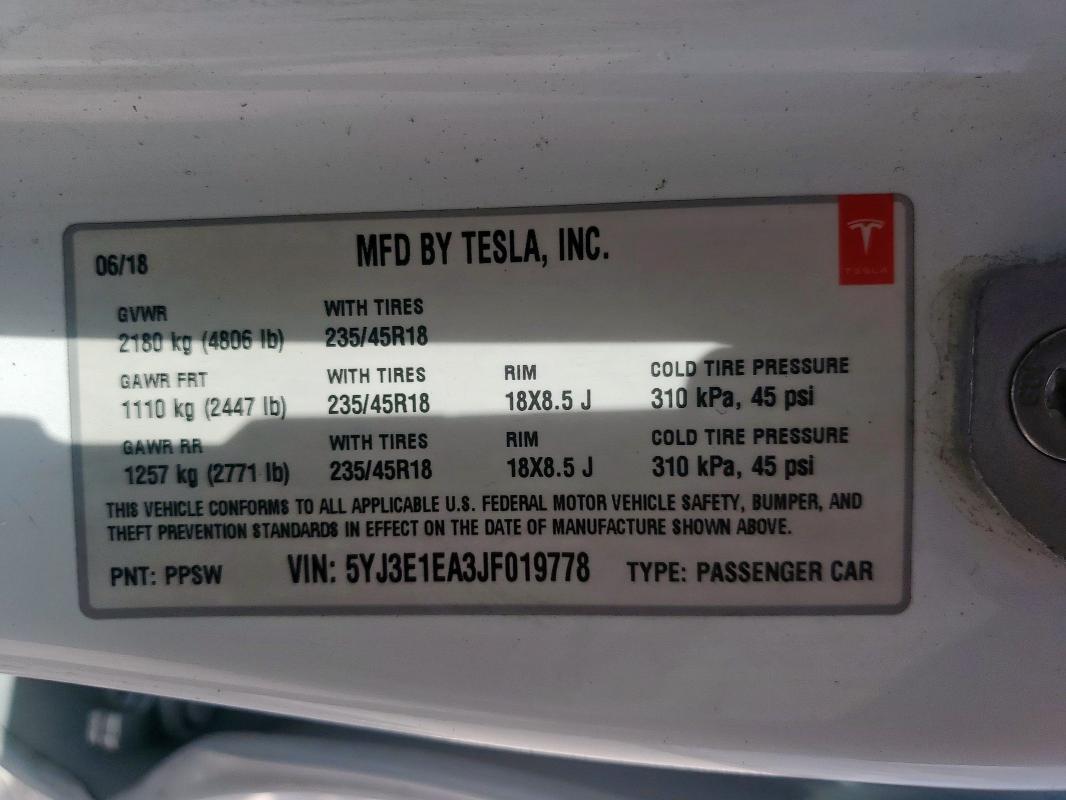 06/18 MFD BY TESLA, INC.
TESLA
GVWR WITH TIRES
2180 kg (4806 lb) 235/45R18
GAWR FRT WITH TIRES RIM COLD TIRE PRESSURE
1110 kg (2447 lb) 235/45R18 18X8.5 J 310 kPa, 45 psi
GAWR RR WITH TIRES RIM COLD TIRE PRESSURE
1257 kg (2771 lb) 235/45R18 18X8.5 J 310 kPa, 45 psi
THIS VEHICLE CONFORMS TO ALL APPLICABLE U.S. FEDERAL MOTOR VEHICLE SAFETY, BUMPER, AND
THEFT PREVENTION STANDARDS IN EFFECT ON THE DATE OF MANUFACTURE SHOWN ABOVE.
PNT: PPSW VIN: 5YJ3E1EA3JF019778 TYPE: PASSENGER CAR